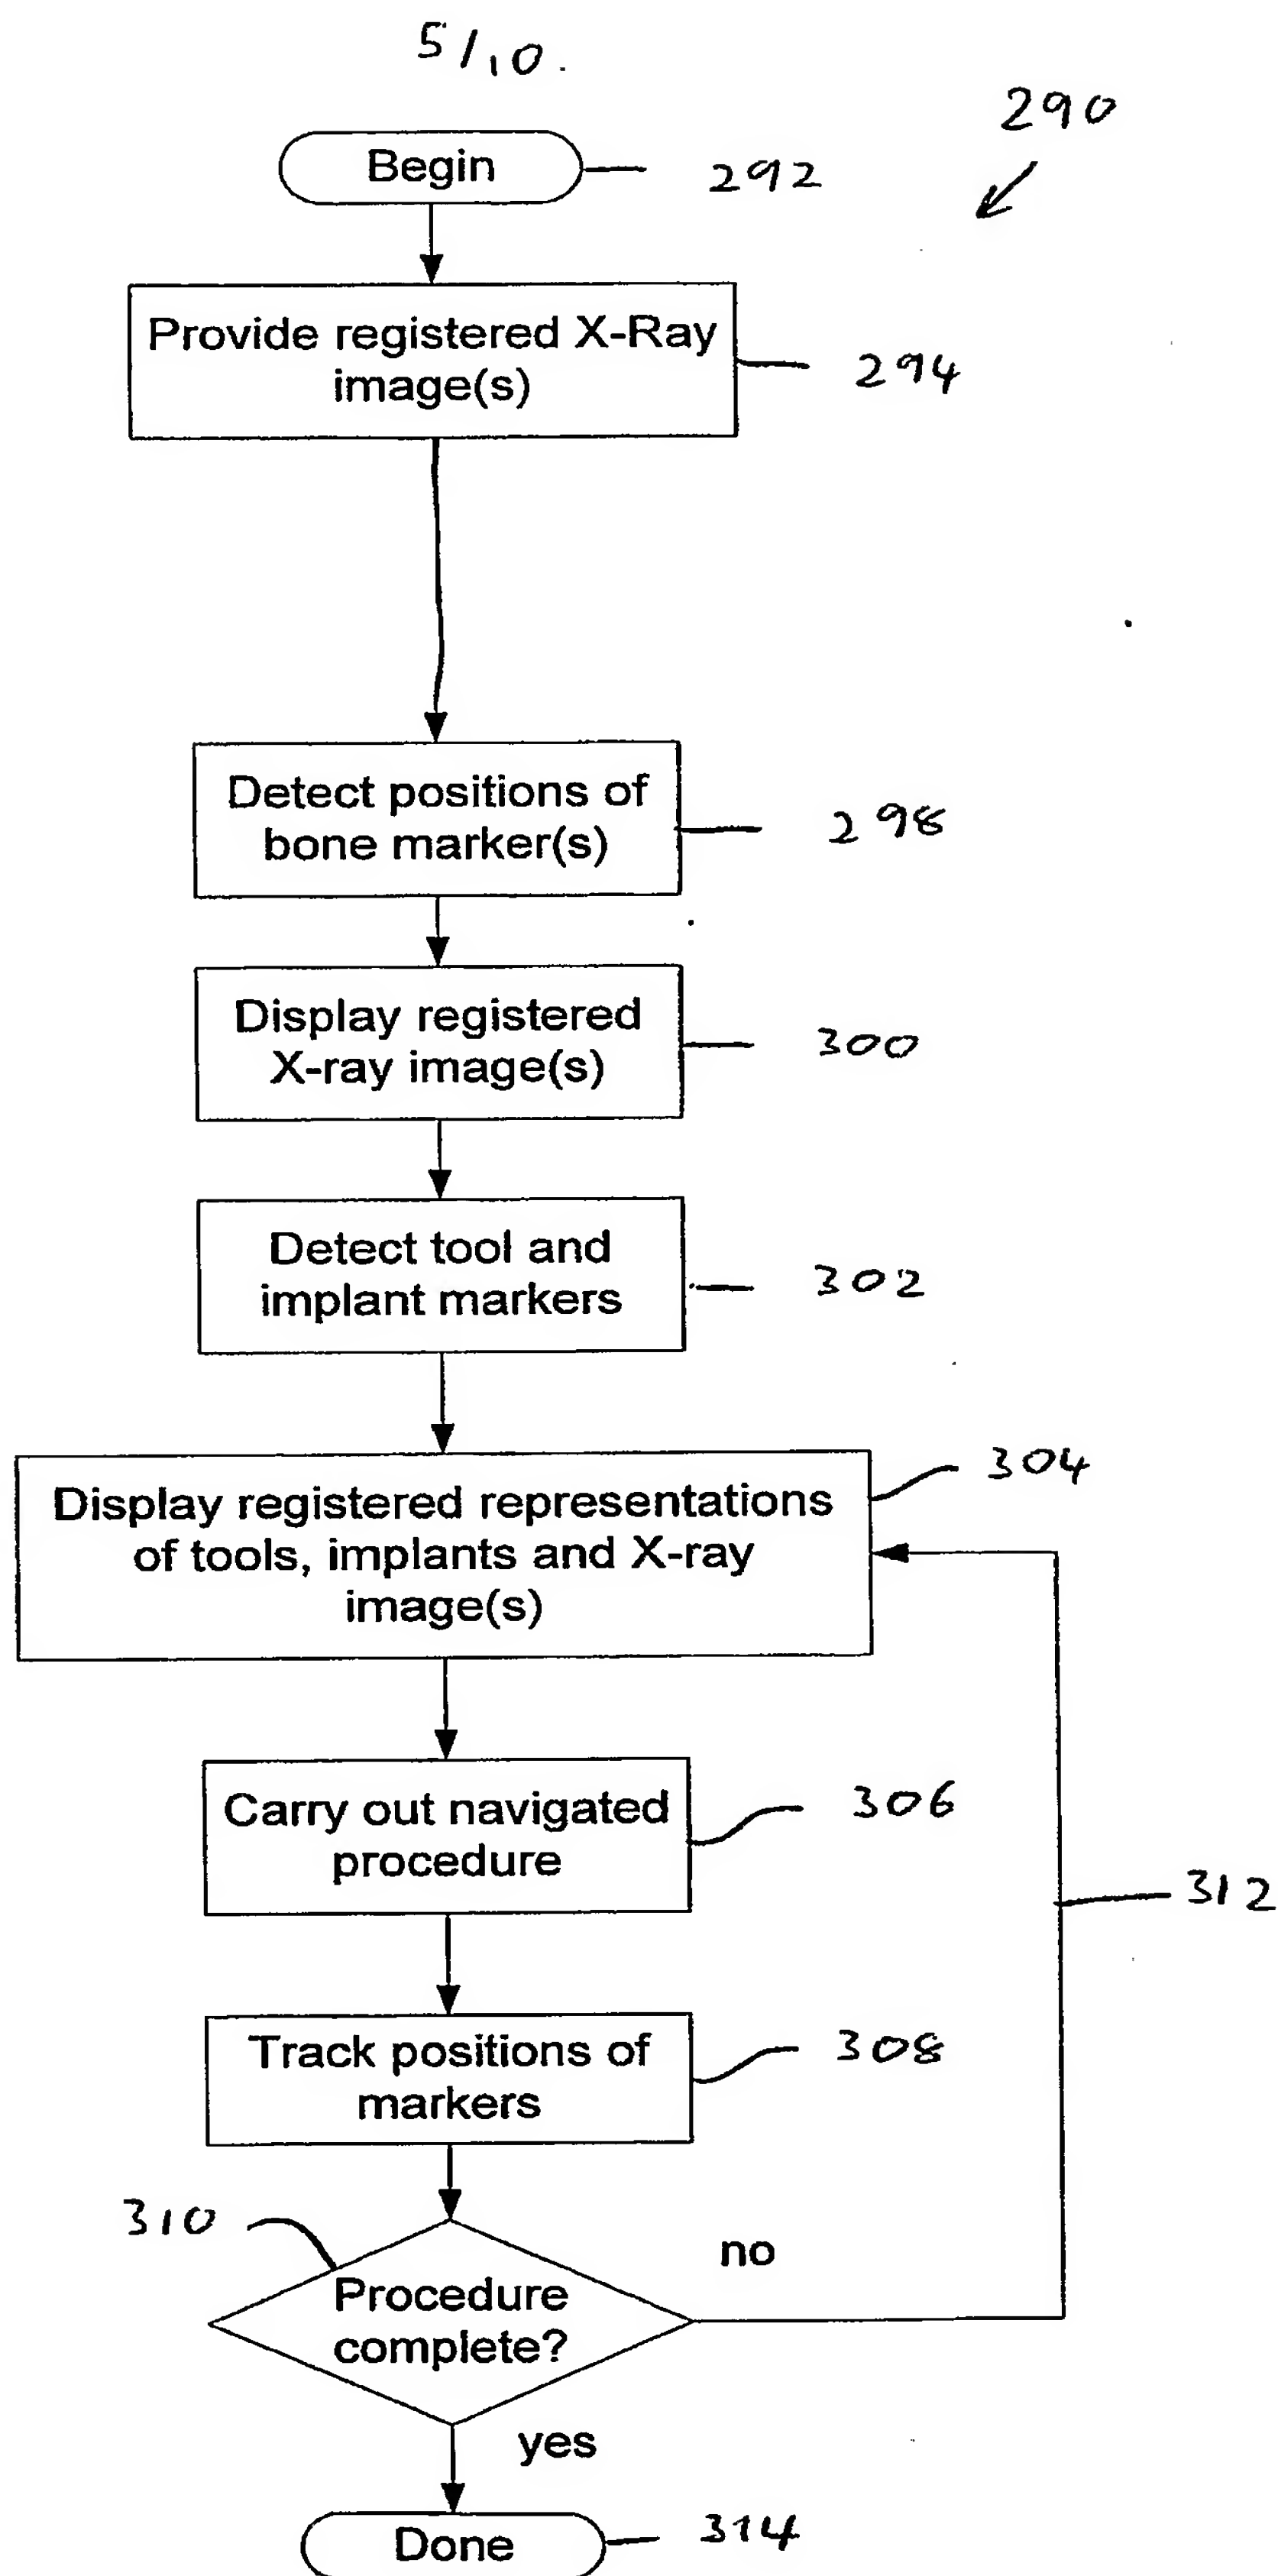 5/10.
290
Begin
292
Provide registered X-Ray
image(s)
294
Detect positions of
bone marker(s)
298
Display registered
X-ray image(s)
300
Detect tool and
implant markers
302
Display registered representations
of tools, implants and X-ray
image(s)
304
Carry out navigated
procedure
306
312
Track positions of
markers
308
310
Procedure
complete?
no
yes
Done
314